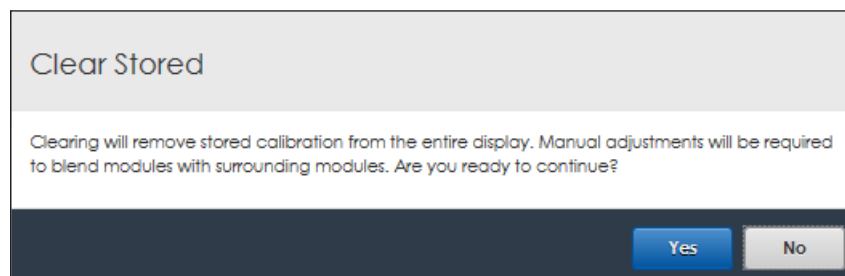 Clear Stored
Clearing will remove stored calibration from the entire display. Manual adjustments will be required
to blend modules with surrounding modules. Are you ready to continue?
Yes No